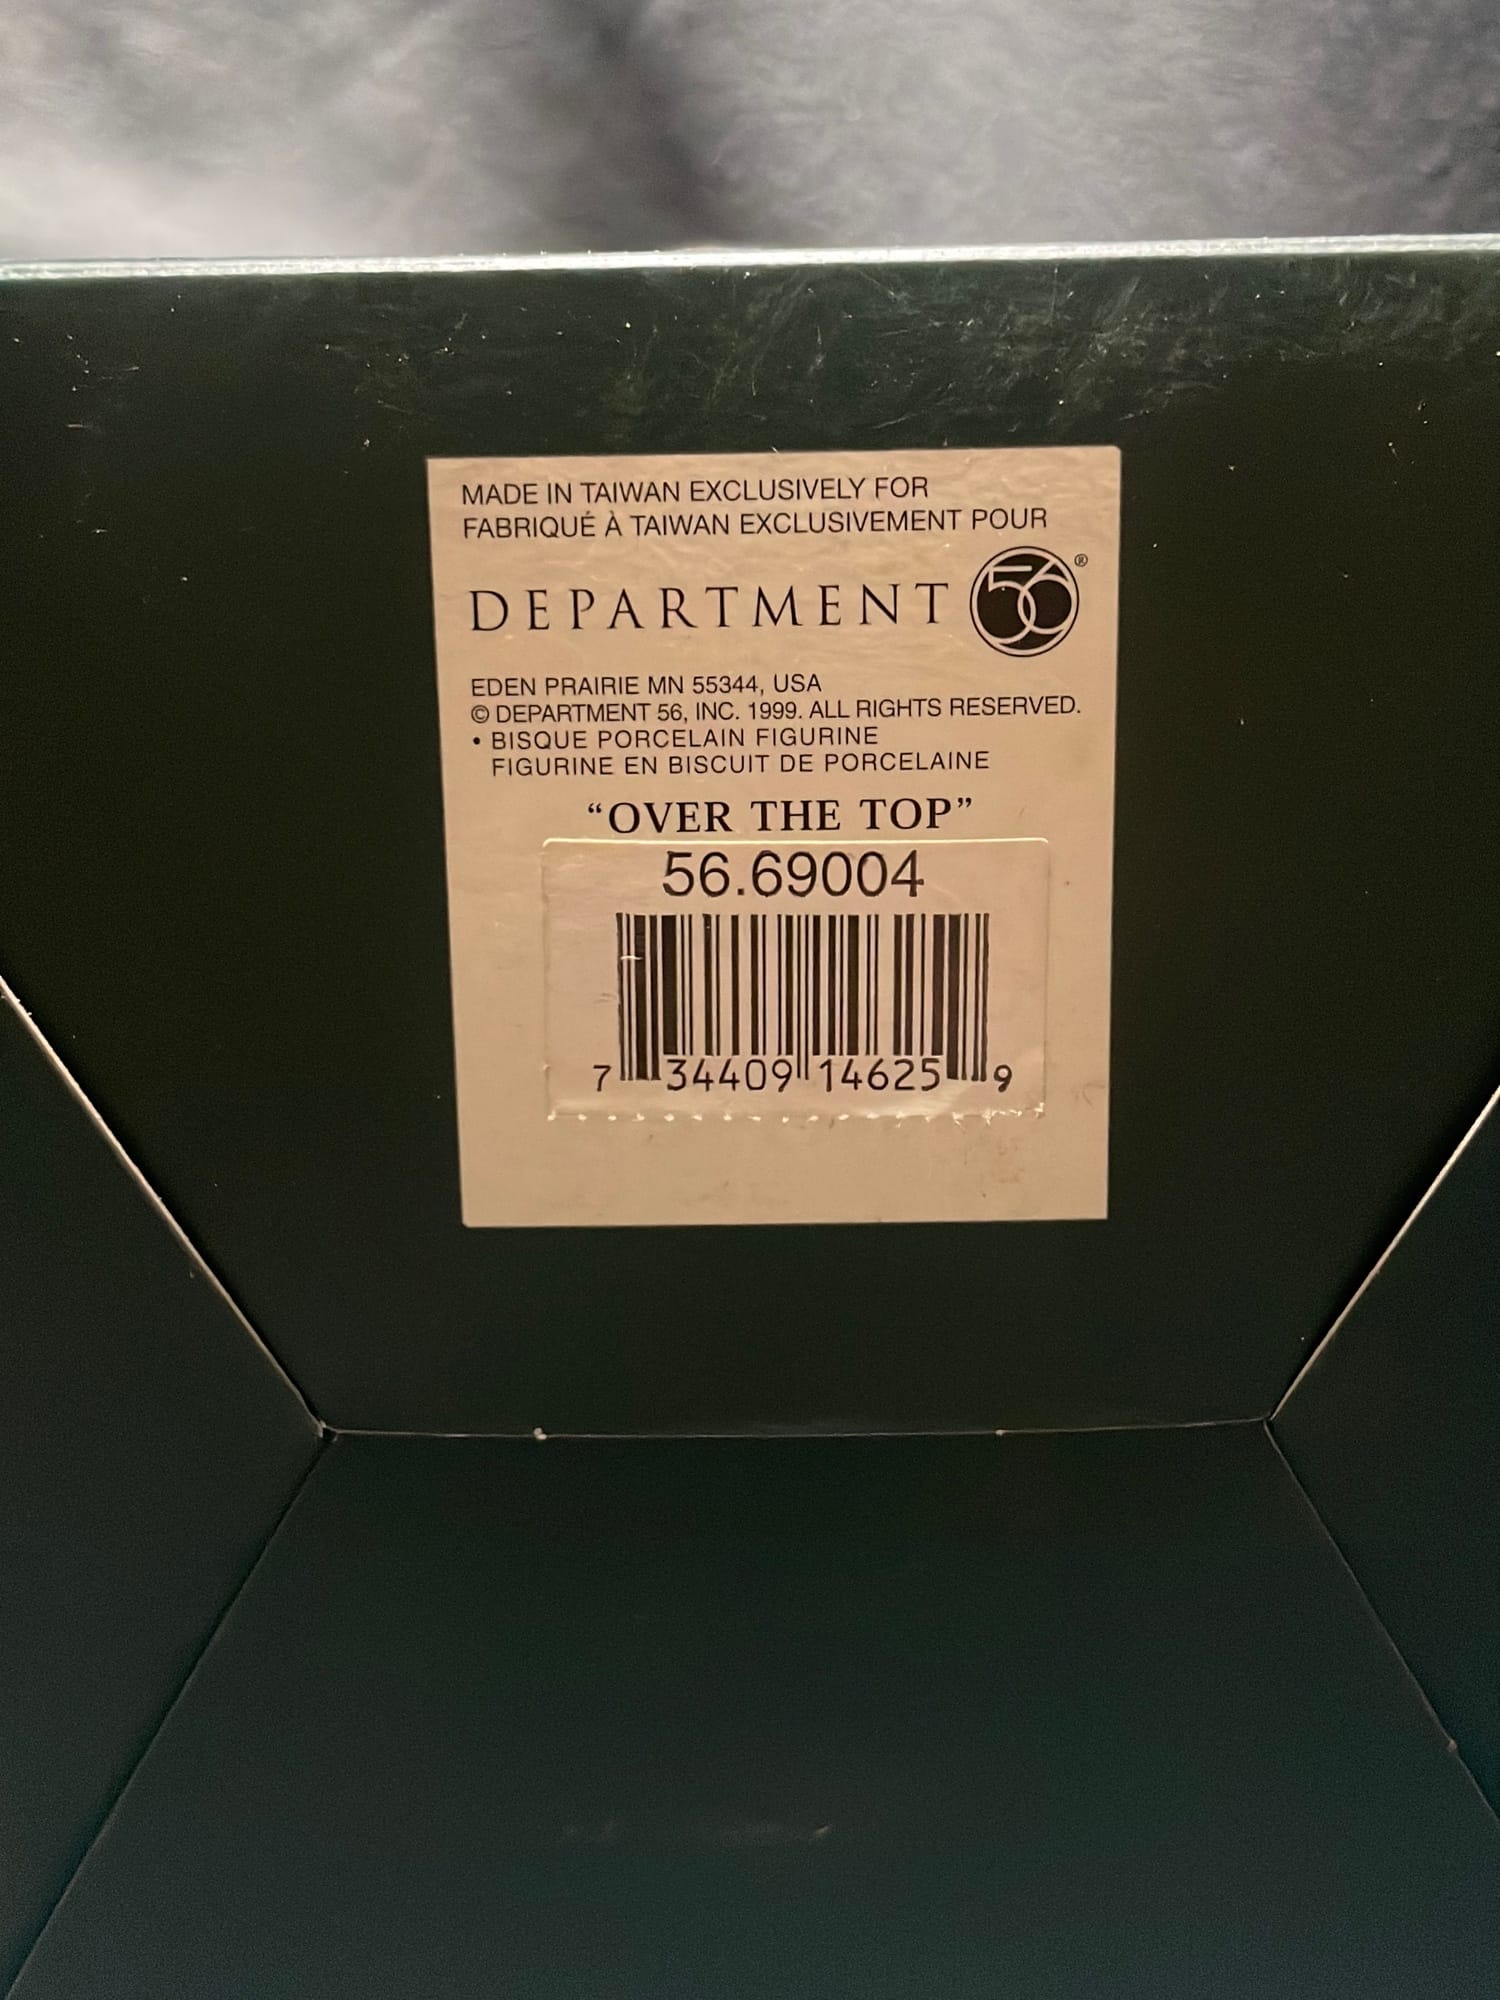 MADE IN TAIWAN EXCLUSIVELY FOR
FABRIQUÉ À TAIWAN EXCLUSIVEMENT POUR
DEPARTMENT 56®
EDEN PRAIRIE MN 55344, USA
© DEPARTMENT 56, INC. 1999. ALL RIGHTS RESERVED.
• BISQUE PORCELAIN FIGURINE
FIGURINE EN BISCUIT DE PORCELAINE
“OVER THE TOP”
56.69004
7 34409 14625 9